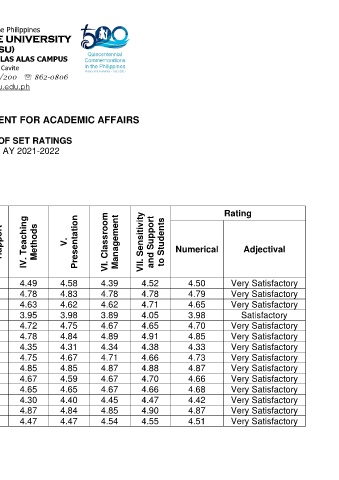 e Philippines
E UNIVERSITY
SU)
LAS ALAS CAMPUS
Cavite
/200 ☏ 862-0806
u.edu.ph
500
Quincentennial
Commemorations
in the Philippines
ENT FOR ACADEMIC AFFAIRS
OF SET RATINGS
AY 2021-2022
Rapport
IV. Teaching Methods
V. Presentation
VI. Classroom Management
VII. Sensitivity and Support to Students
Rating
Numerical Adjectival
4.49 4.58 4.39 4.52 4.50 Very Satisfactory
4.78 4.83 4.78 4.78 4.79 Very Satisfactory
4.63 4.62 4.62 4.71 4.65 Very Satisfactory
3.95 3.98 3.89 4.05 3.98 Satisfactory
4.72 4.75 4.67 4.65 4.70 Very Satisfactory
4.78 4.84 4.89 4.91 4.85 Very Satisfactory
4.35 4.31 4.34 4.38 4.33 Very Satisfactory
4.75 4.67 4.71 4.66 4.73 Very Satisfactory
4.85 4.85 4.87 4.88 4.87 Very Satisfactory
4.67 4.59 4.67 4.70 4.66 Very Satisfactory
4.65 4.65 4.67 4.66 4.68 Very Satisfactory
4.30 4.40 4.45 4.47 4.42 Very Satisfactory
4.87 4.84 4.85 4.90 4.87 Very Satisfactory
4.47 4.47 4.54 4.55 4.51 Very Satisfactory